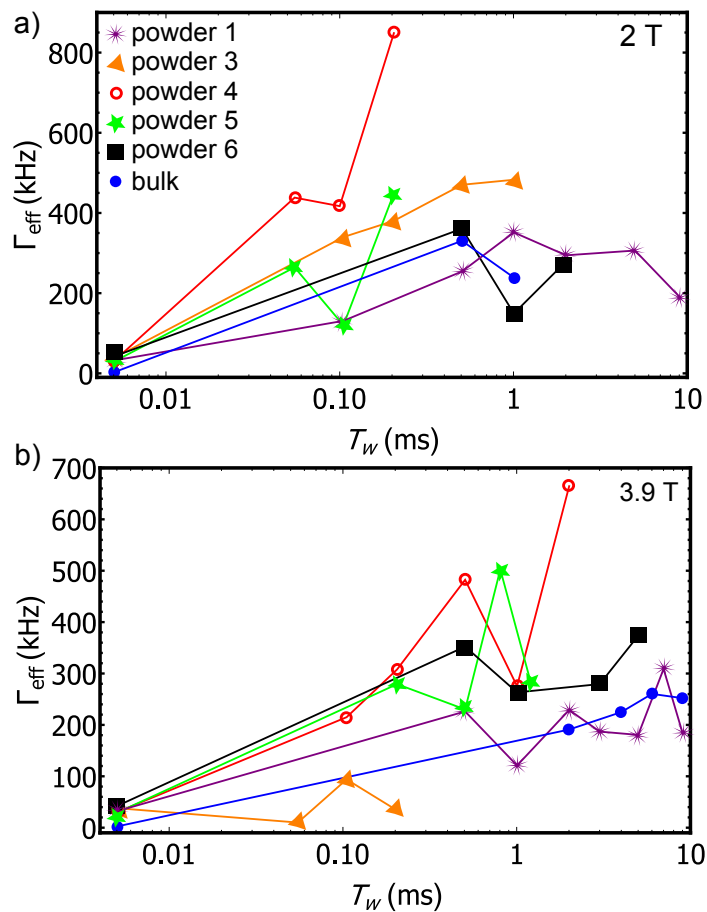 a)
2 T
powder 1
powder 3
powder 4
powder 5
powder 6
bulk
800
600
400
200
0
Γeff (kHz)
0.01 0.10 1 10
Tw (ms)
b)
3.9 T
700
600
500
400
300
200
100
0
Γeff (kHz)
0.01 0.10 1 10
Tw (ms)